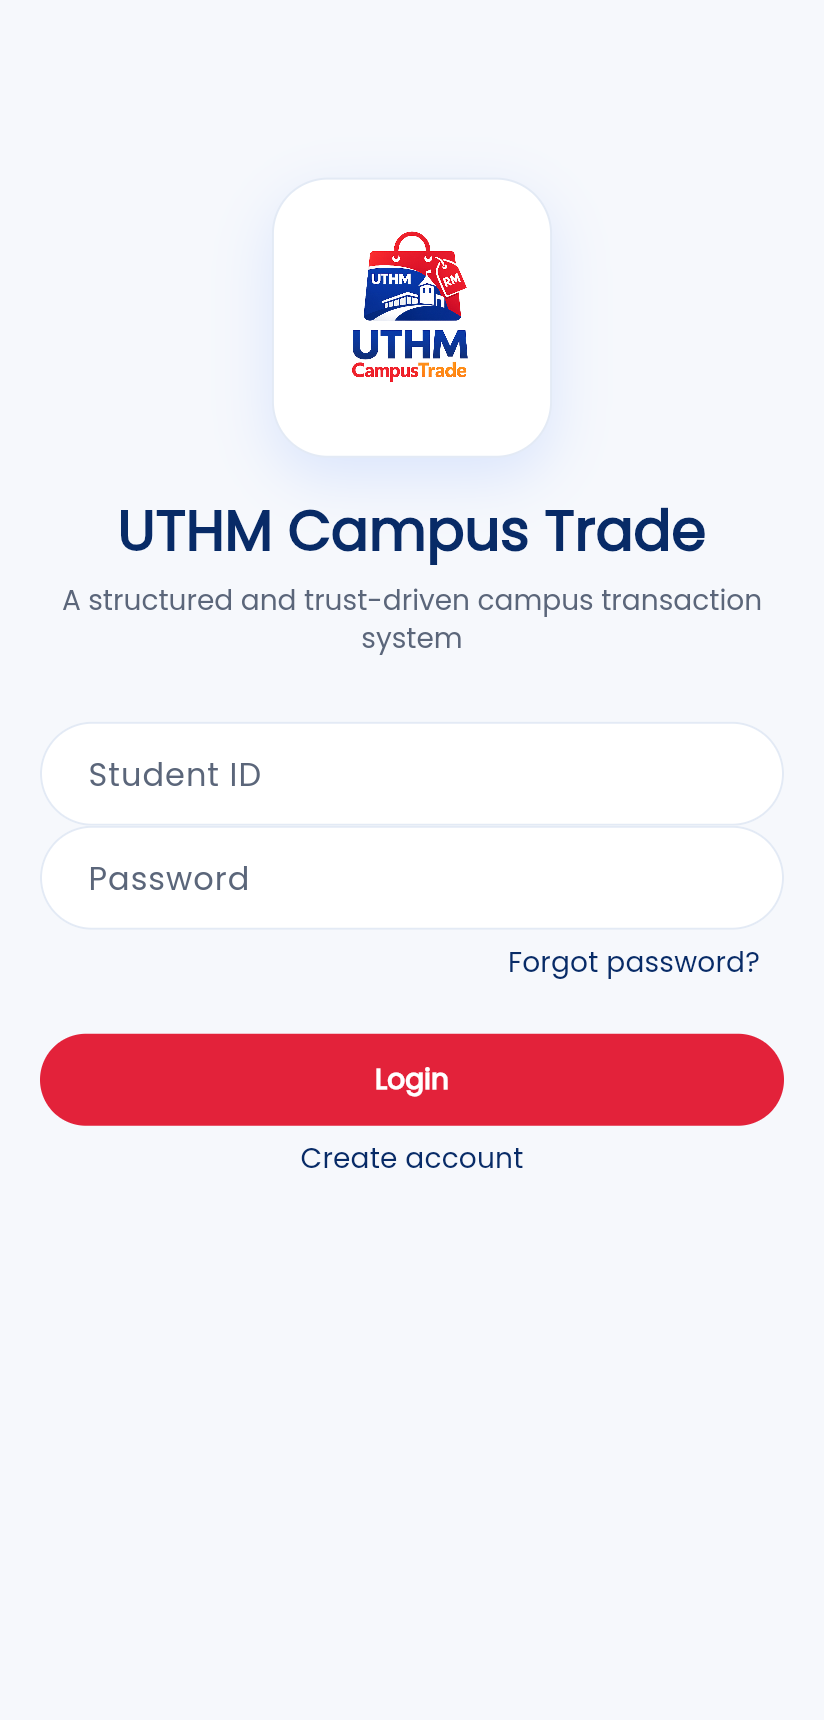 UTHM
RM
UTHM
CampusTrade
UTHM Campus Trade
A structured and trust-driven campus transaction
system
Student ID
Password
Forgot password?
Login
Create account